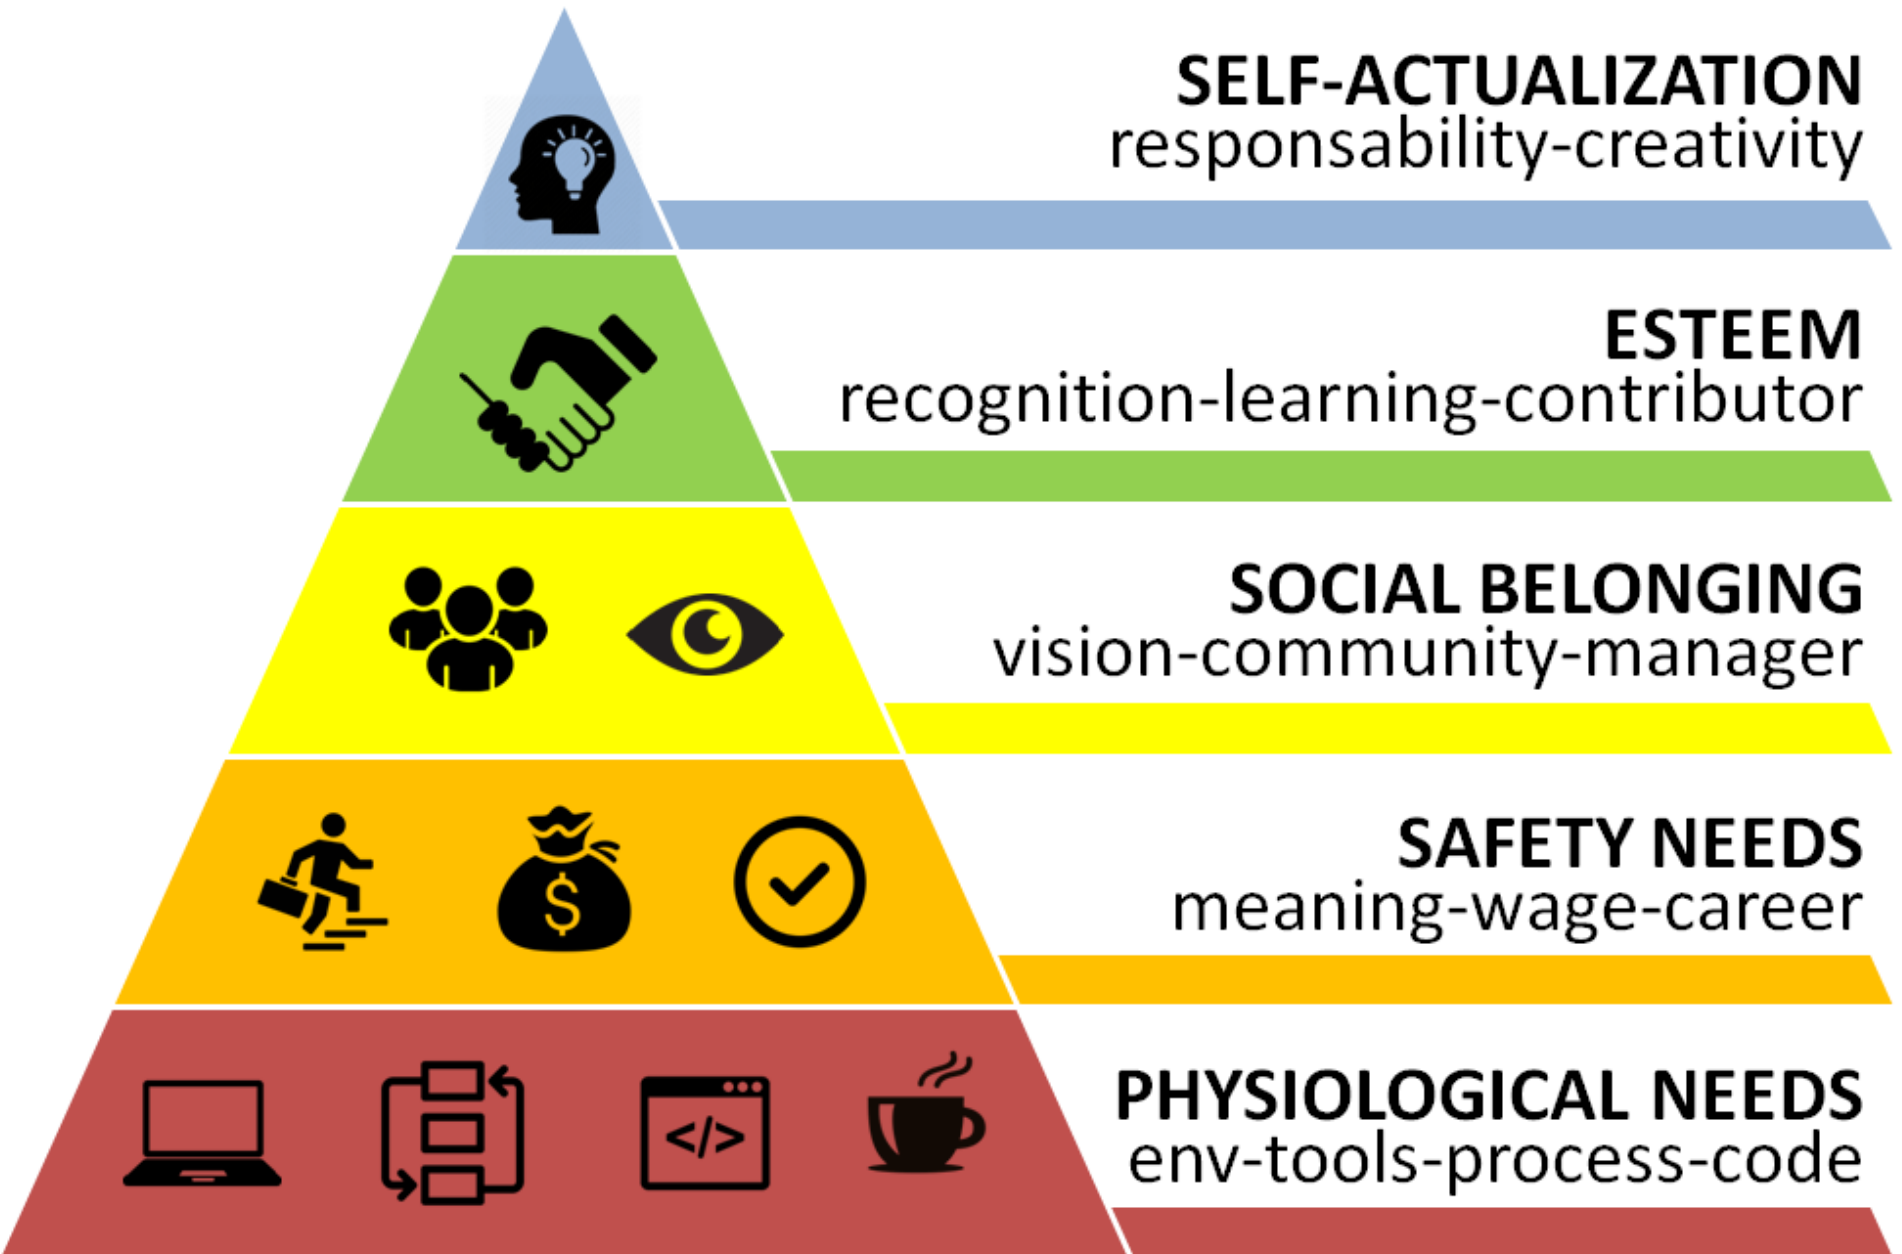 SELF-ACTUALIZATION
responsability-creativity
ESTEEM
recognition-learning-contributor
SOCIAL BELONGING
vision-community-manager
$
SAFETY NEEDS
meaning-wage-career
</>
PHYSIOLOGICAL NEEDS
env-tools-process-code